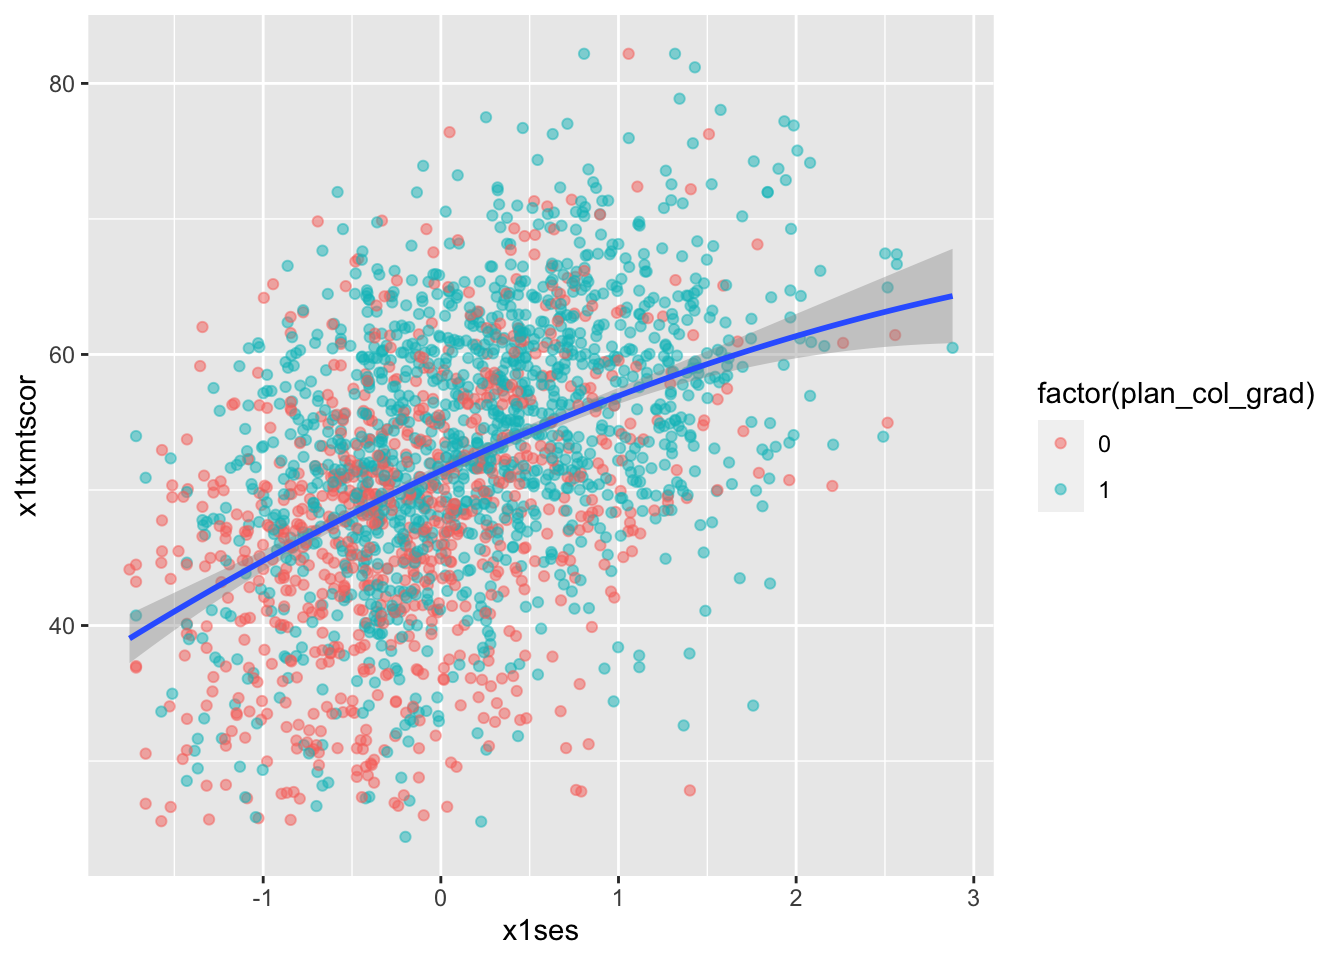 80
60
40
x1txmtscor
-1 0 1 2 3
x1ses
factor(plan_col_grad)
0
1